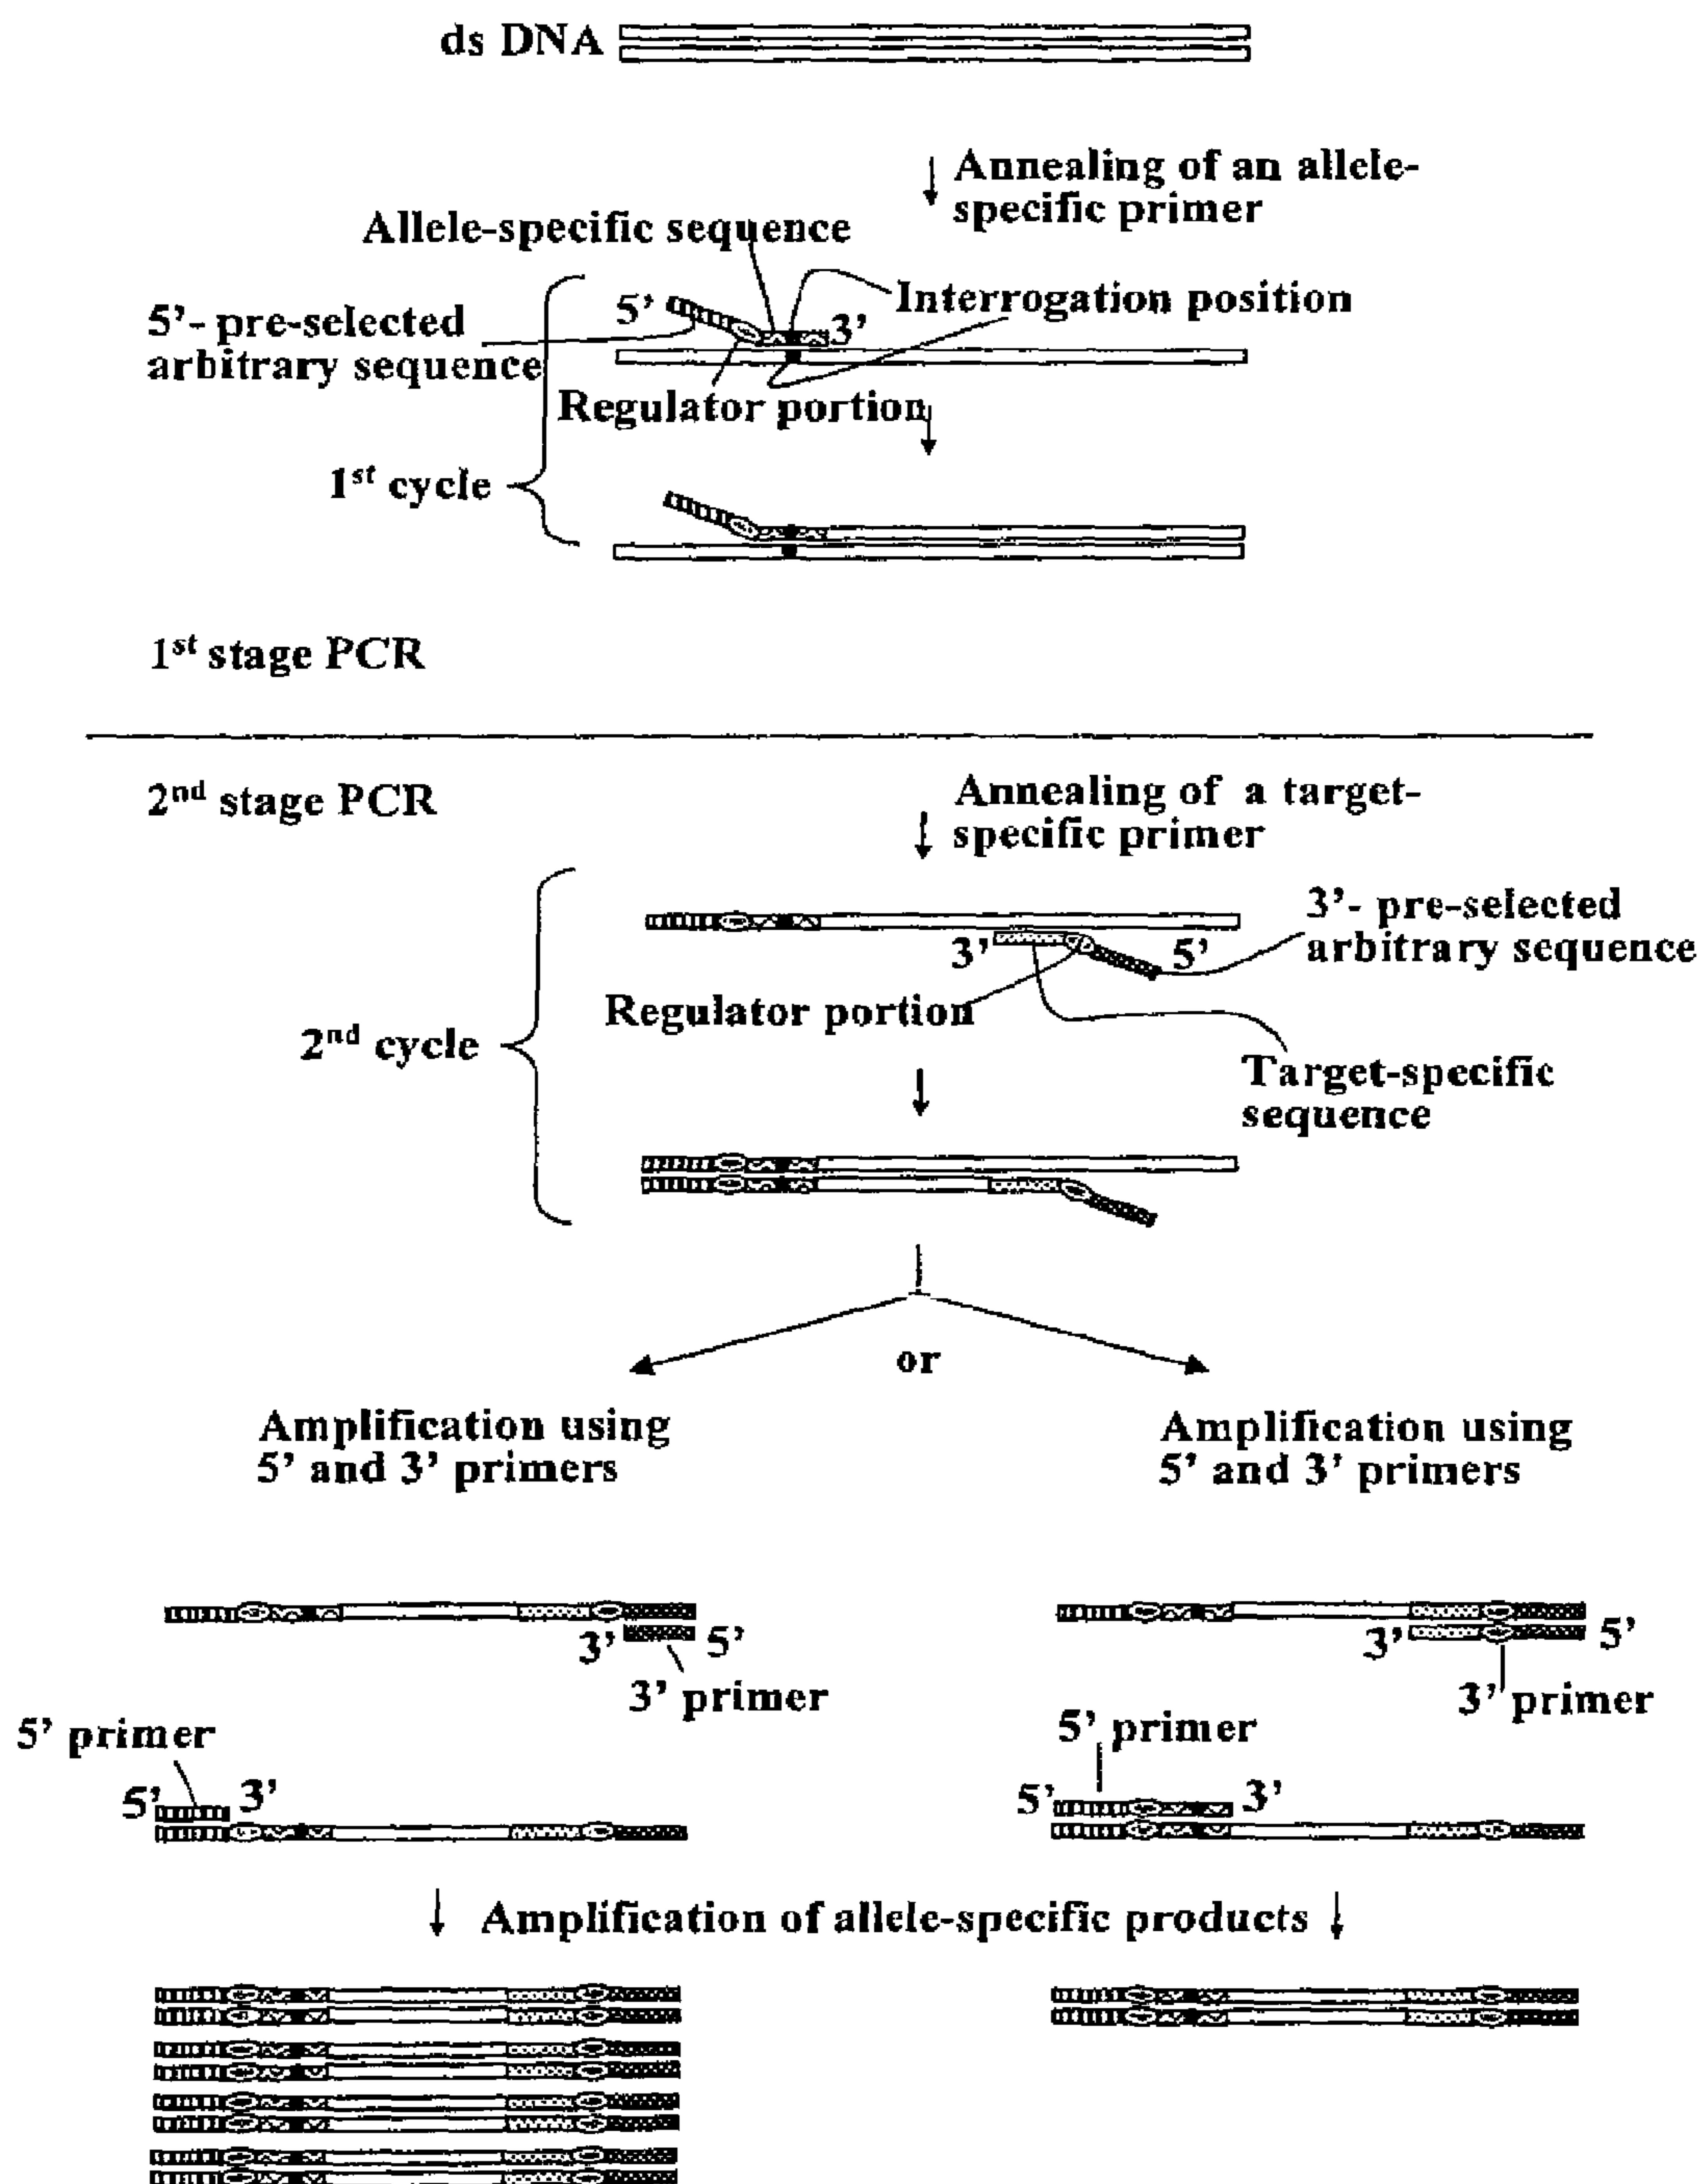 ds DNA
Annealing of an allele-
specific primer
Allele-specific sequence
Interrogation position
5’
3’
5’- pre-selected
arbitrary sequence
Regulator portion
1st cycle
1st stage PCR
2nd stage PCR
Annealing of a target-
specific primer
3’- pre-selected
arbitrary sequence
3’
5’
Regulator portion
2nd cycle
Target-specific
sequence
or
Amplification using
5’ and 3’ primers
Amplification using
5’ and 3’ primers
3’ 5’
3’ primer
5’ primer
5’ 3’
3’ 5’
3’ primer
5’ primer
5’ 3’
Amplification of allele-specific products